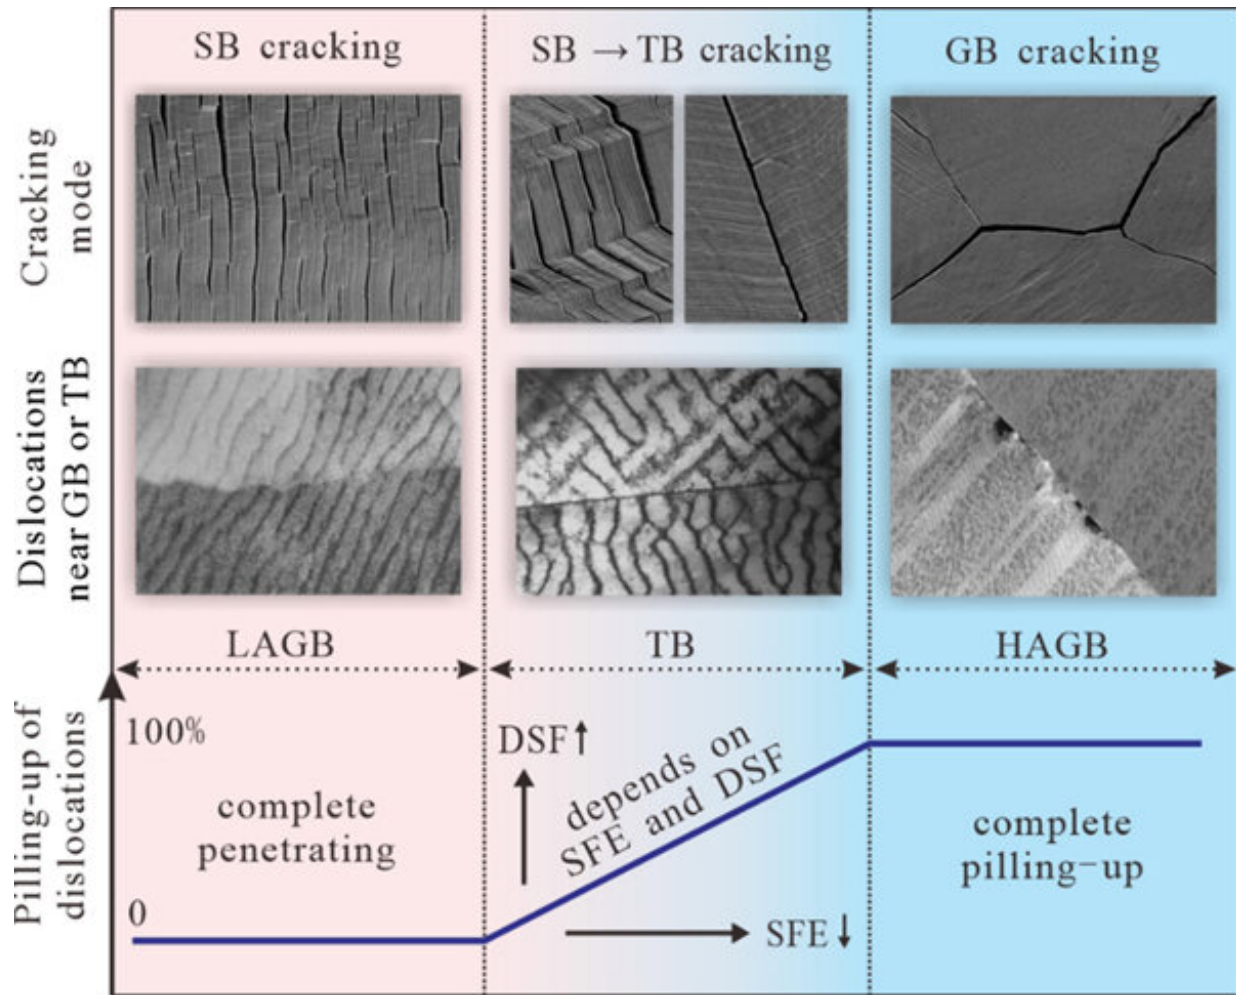 SB cracking
SB → TB cracking
GB cracking
Cracking
mode
Dislocations
near GB or TB
LAGB
TB
HAGB
Pilling-up of
dislocations
100%
0
complete
penetrating
DSF↑
depends on
SFE and DSF
SFE↓
complete
pilling-up